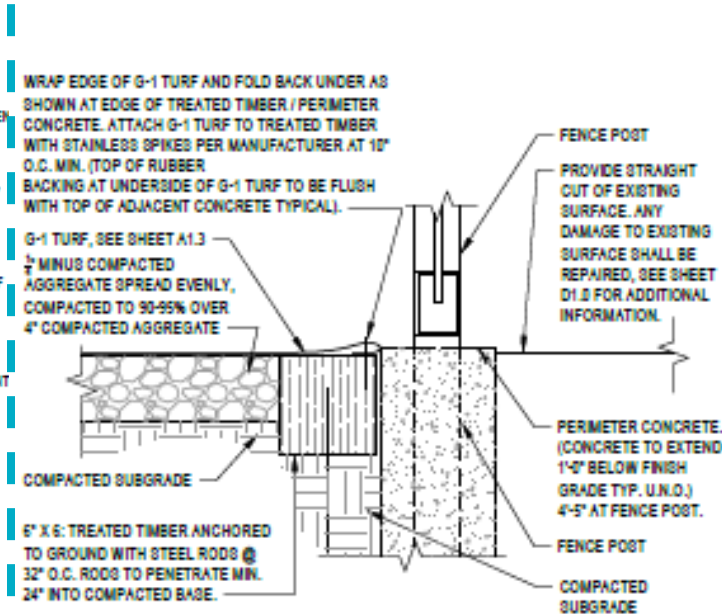 WRAP EDGE OF G-1 TURF AND FOLD BACK UNDER AS
SHOWN AT EDGE OF TREATED TIMBER / PERIMETER
CONCRETE. ATTACH G-1 TURF TO TREATED TIMBER
WITH STAINLESS SPIKES PER MANUFACTURER AT 10"
O.C. MIN. (TOP OF RUBBER
BACKING AT UNDERSIDE OF G-1 TURF TO BE FLUSH
WITH TOP OF ADJACENT CONCRETE TYPICAL).
G-1 TURF, SEE SHEET A1.3
MINUS COMPACTED
AGGREGATE SPREAD EVENLY,
COMPACTED TO 90-95% OVER
4" COMPACTED AGGREGATE
COMPACTED SUBGRADE
6" X 6: TREATED TIMBER ANCHORED
TO GROUND WITH STEEL RODS @
32" O.C. RODS TO PENETRATE MIN.
24" INTO COMPACTED BASE.
FENCE POST
PROVIDE STRAIGHT
CUT OF EXISTING
SURFACE. ANY
DAMAGE TO EXISTING
SURFACE SHALL BE
REPAIRED, SEE SHEET
D1.0 FOR ADDITIONAL
INFORMATION.
PERIMETER CONCRETE.
(CONCRETE TO EXTEND
1'-0" BELOW FINISH
GRADE TYP. U.N.O.)
4'-5" AT FENCE POST.
FENCE POST
COMPACTED
SUBGRADE